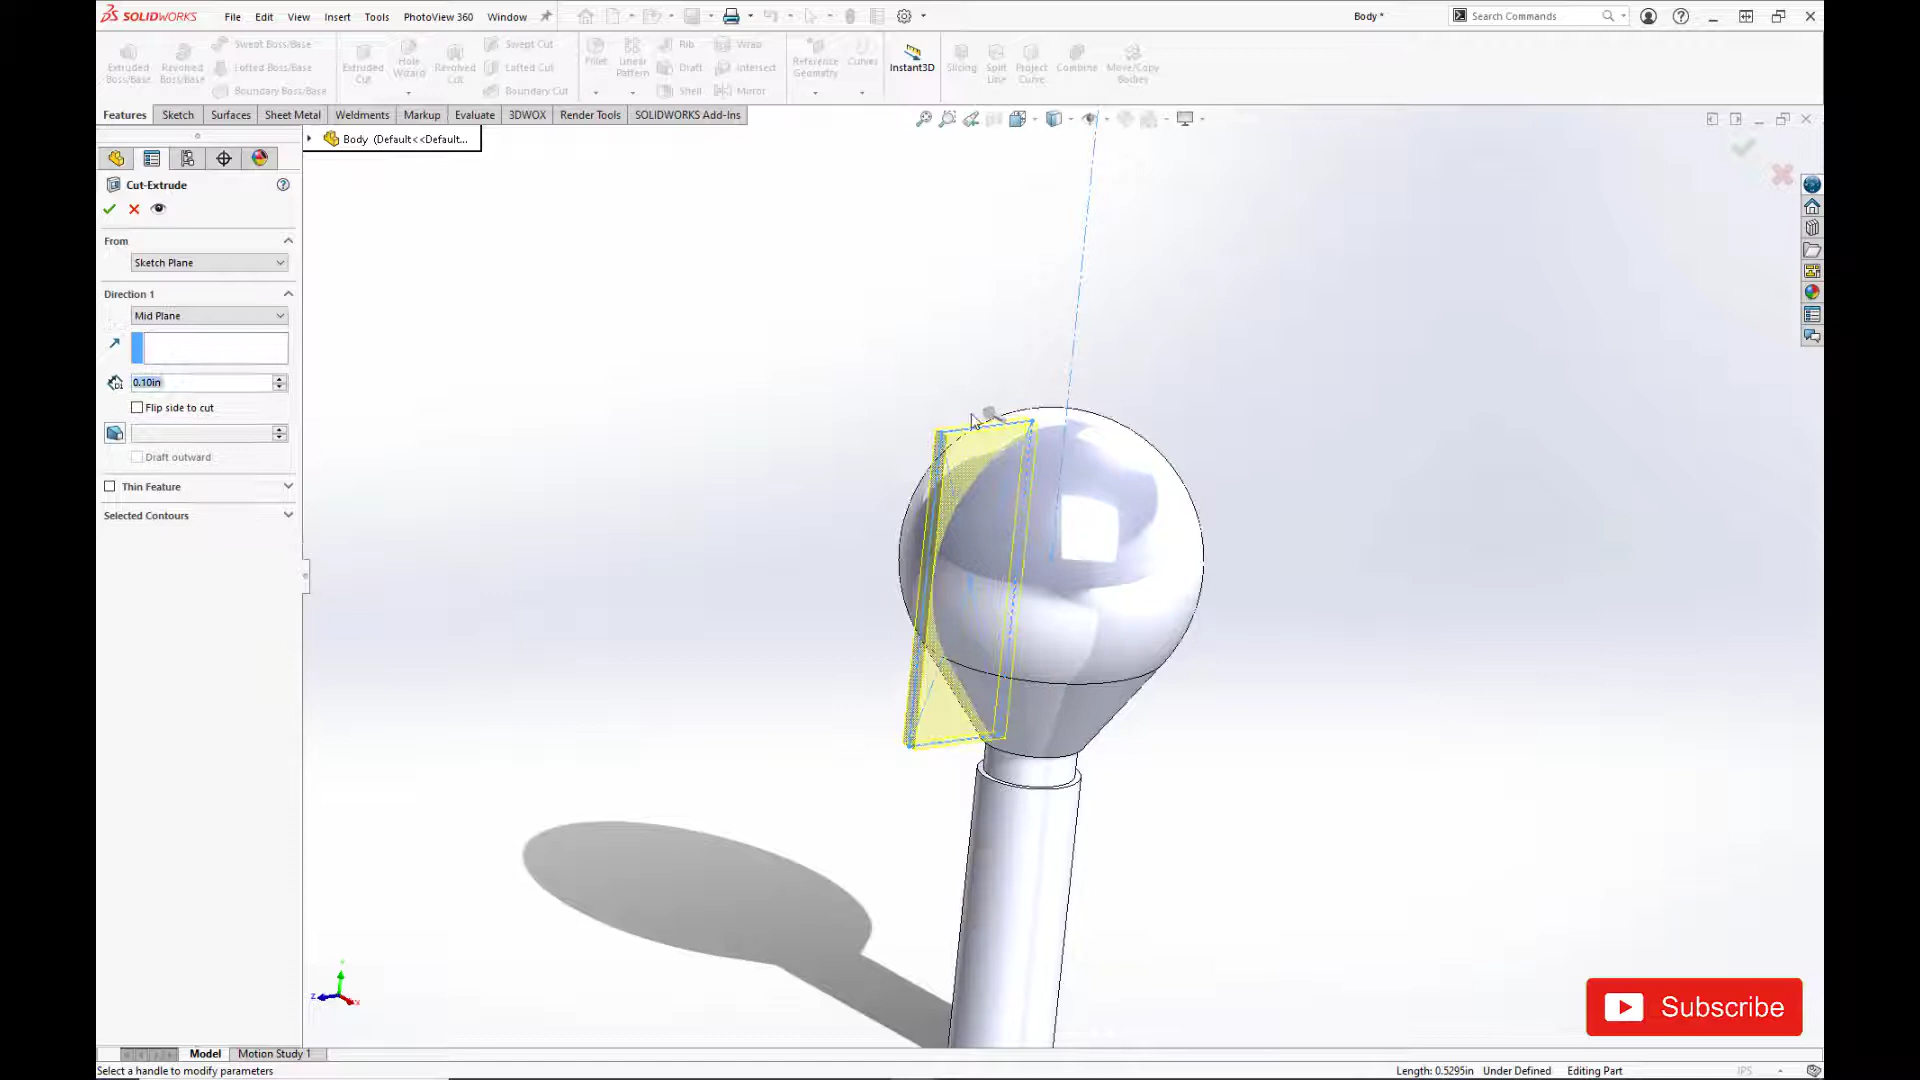 SOLIDWORKS
File Edit View Insert Tools PhotoView 360 Window
Body *
Search Commands
Extruded Boss/Base
Revolved Boss/Base
Swept Boss/Base
Lofted Boss/Base
Boundary Boss/Base
Extruded Cut
Hole Wizard
Revolved Cut
Swept Cut
Lofted Cut
Boundary Cut
Fillet
Linear Pattern
Rib
Draft
Shell
Wrap
Intersect
Mirror
Reference Geometry
Curves
Instant3D
Slicing
Split Line
Project Curve
Combine
Move/Copy Bodies
Features Sketch Surfaces Sheet Metal Weldments Markup Evaluate 3DWOX Render Tools SOLIDWORKS Add-Ins
Body (Default<<Default...
Cut-Extrude
From
Sketch Plane
Direction 1
Mid Plane
D1
0.10in
Flip side to cut
Draft outward
Thin Feature
Selected Contours
z x
Subscribe
Model Motion Study 1
Select a handle to modify parameters
Length: 0.5295in Under Defined Editing Part IPS